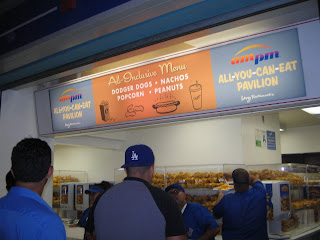 ampm
ALL-YOU-CAN-EAT
PAVILION
All-Inclusive Menu
DODGER DOGS • NACHOS
POPCORN • PEANUTS
ampm
ALL-YOU-CAN-EAT
PAVILION
LA